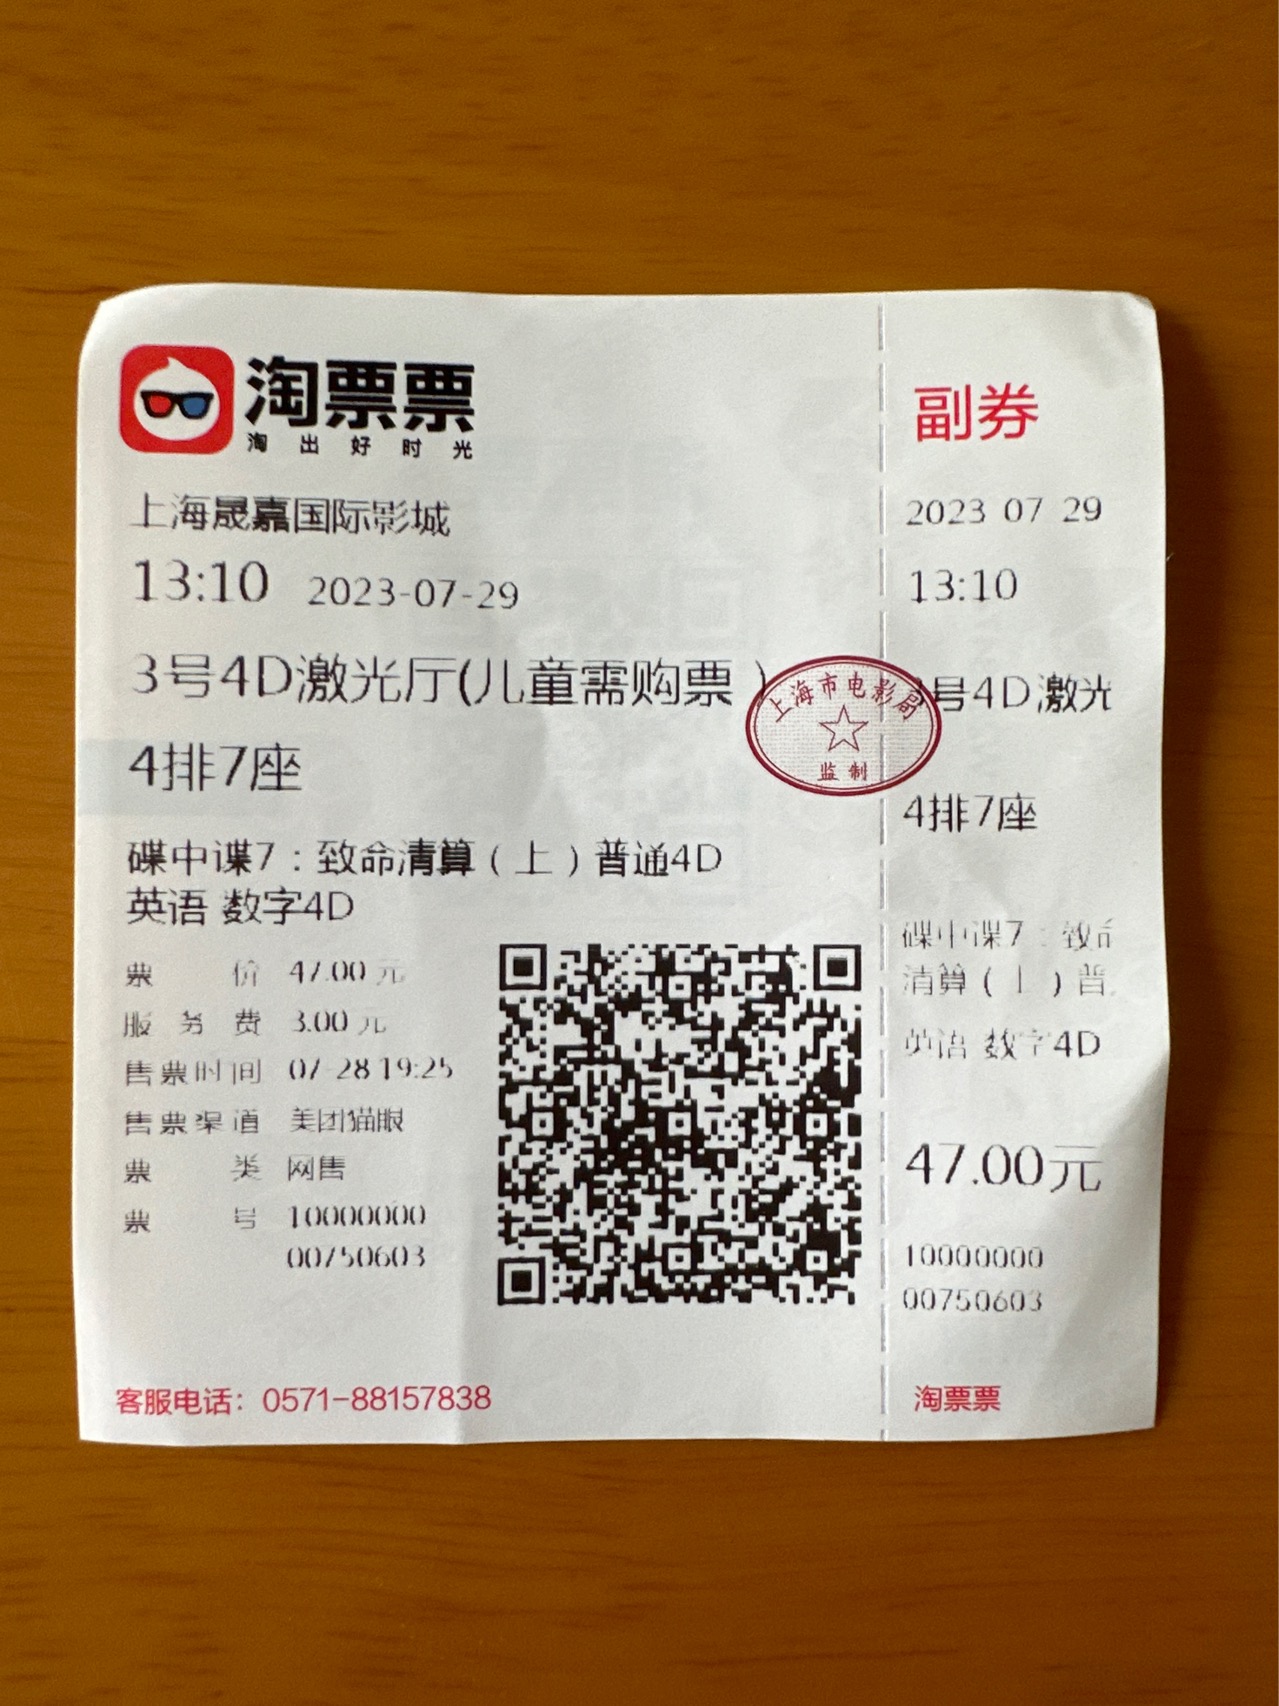 淘票票
淘出好时光
上海晟嘉国际影城
13:10 2023-07-29
3号4D激光厅(儿童需购票 )
4排7座
碟中谍7：致命清算（上）普通4D
英语 数字4D
票 价 47.00 元
服 务 费 3.00 元
售票时间 07-28 19:25
售票渠道 美团猫眼
票 类 网售
票 号 10000000
00750603
客服电话：0571-88157838
上海市电影局
监制
副券
2023 07 29
13:10
3号4D激光
4排7座
碟中谍7：致命
清算（上）普
英语 数字4D
47.00元
10000000
00750603
淘票票